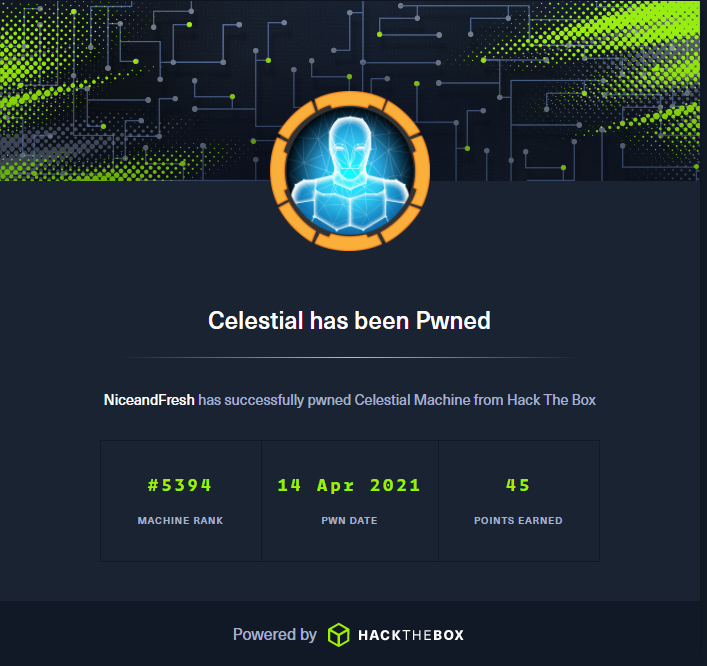 Celestial has been Pwned
NiceandFresh has successfully pwned Celestial Machine from Hack The Box
#5394 14 Apr 2021 45
MACHINE RANK PWN DATE POINTS EARNED
Powered by HACKTHEBOX